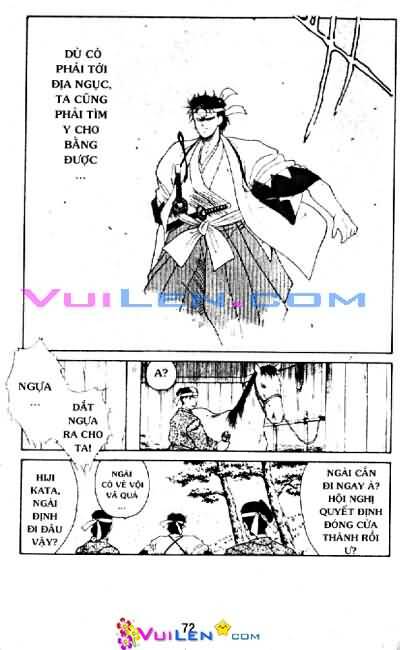 DÙ CÓ
PHẢI TỚI
ĐỊA NGỤC,
TA CŨNG
PHẢI TÌM
Y CHO
BẰNG
ĐƯỢC
...
VUILEN.COM
NGỰA
...
DẮT
NGỰA
RA CHO
TA!
A?
HIJI
KATA,
NGÀI
ĐỊNH
ĐI ĐÂU
VẬY?
NGÀI
CÓ VẺ VỘI
VÃ QUÁ
...
NGÀI CẦN
ĐI NGAY À?
HỘI NGHỊ
QUYẾT ĐỊNH
ĐÓNG CỬA
THÀNH RỒI
Ư?
72
VUILEN.COM